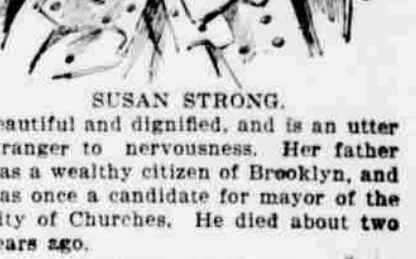 SUSAN STRONG.
eautiful and dignified, and is an utter
ranger to nervousness. Her father
as a wealthy citizen of Brooklyn, and
as once a candidate for mayor of the
ity of Churches. He died about two
ears ago.